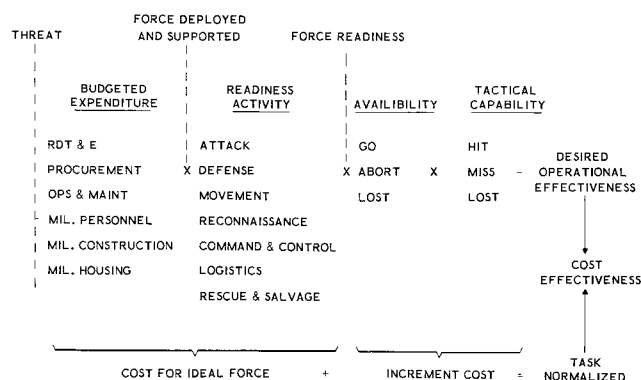 THREAT
FORCE DEPLOYED
AND SUPPORTED
FORCE READINESS
BUDGETED
EXPENDITURE
READINESS
ACTIVITY
AVAILIBILITY
TACTICAL
CAPABILITY
RDT & E ATTACK GO HIT
PROCUREMENT X DEFENSE X ABORT X MISS –
OPS & MAINT MOVEMENT LOST LOST
DESIRED
OPERATIONAL
EFFECTIVENESS
MIL. PERSONNEL RECONNAISSANCE
MIL. CONSTRUCTION COMMAND & CONTROL
MIL. HOUSING LOGISTICS
RESCUE & SALVAGE
COST
EFFECTIVENESS
COST FOR IDEAL FORCE + INCREMENT COST =
TASK
NORMALIZED